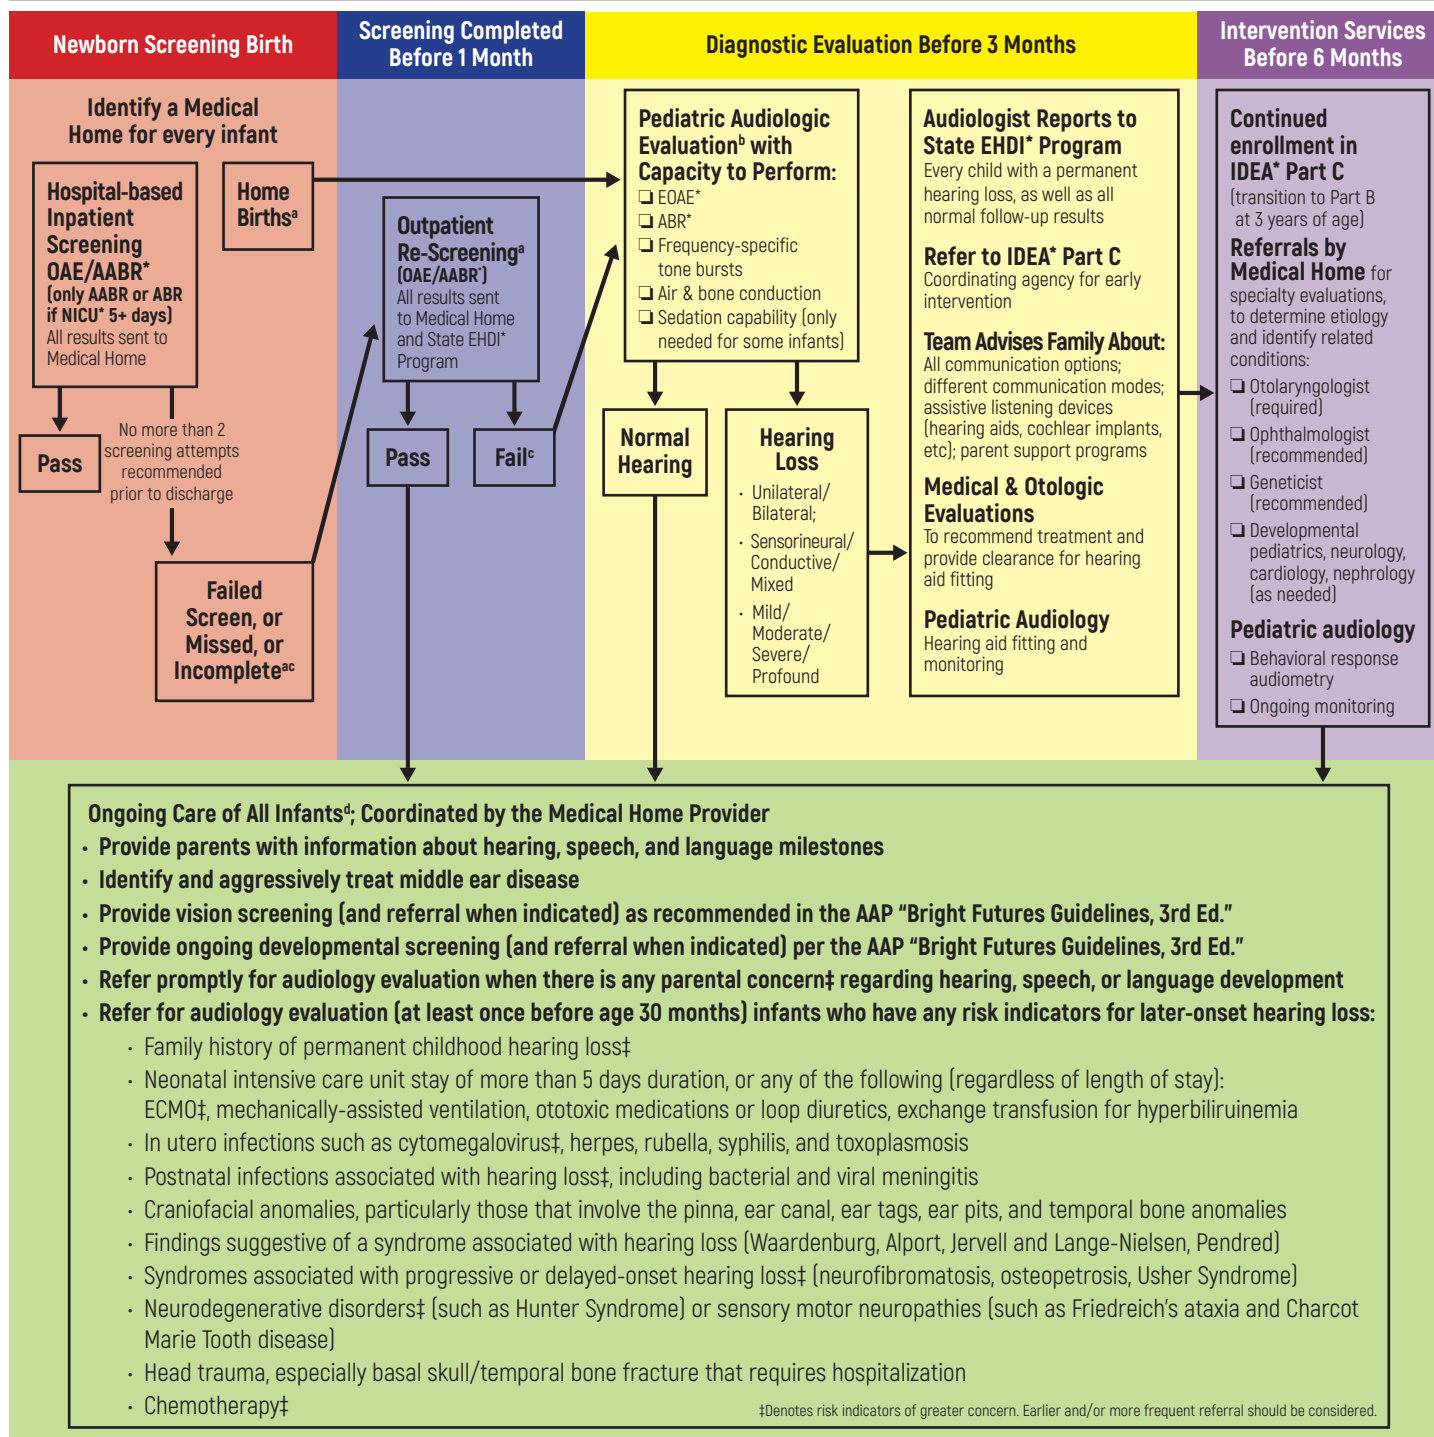 Newborn Screening Birth
Screening Completed
Before 1 Month
Diagnostic Evaluation Before 3 Months
Intervention Services
Before 6 Months
Identify a Medical
Home for every infant
Hospital-based
Inpatient
Screening
OAE/AABR*
(only AABR or ABR
if NICU* 5+ days)
All results sent to
Medical Home
Home
Birthsᵃ
Pass
No more than 2
screening attempts
recommended
prior to discharge
Failed
Screen, or
Missed, or
Incompleteᵃᶜ
Outpatient
Re-Screeningᵃ
(OAE/AABR*)
All results sent
to Medical Home
and State EHDI*
Program
Pass
Failᶜ
Pediatric Audiologic
Evaluationᵇ with
Capacity to Perform:
❏ EOAE*
❏ ABR*
❏ Frequency-specific
tone bursts
❏ Air & bone conduction
❏ Sedation capability (only
needed for some infants)
Normal
Hearing
Hearing
Loss
· Unilateral/
Bilateral;
· Sensorineural/
Conductive/
Mixed
· Mild/
Moderate/
Severe/
Profound
Audiologist Reports to
State EHDI* Program
Every child with a permanent
hearing loss, as well as all
normal follow-up results
Refer to IDEA* Part C
Coordinating agency for early
intervention
Team Advises Family About:
All communication options;
different communication modes;
assistive listening devices
(hearing aids, cochlear implants,
etc); parent support programs
Medical & Otologic
Evaluations
To recommend treatment and
provide clearance for hearing
aid fitting
Pediatric Audiology
Hearing aid fitting and
monitoring
Continued
enrollment in
IDEA* Part C
(transition to Part B
at 3 years of age)
Referrals by
Medical Home for
specialty evaluations,
to determine etiology
and identify related
conditions:
❏ Otolaryngologist
(required)
❏ Ophthalmologist
(recommended)
❏ Geneticist
(recommended)
❏ Developmental
pediatrics, neurology,
cardiology, nephrology
(as needed)
Pediatric audiology
❏ Behavioral response
audiometry
❏ Ongoing monitoring
Ongoing Care of All Infantsᵈ; Coordinated by the Medical Home Provider
· Provide parents with information about hearing, speech, and language milestones
· Identify and aggressively treat middle ear disease
· Provide vision screening (and referral when indicated) as recommended in the AAP “Bright Futures Guidelines, 3rd Ed.”
· Provide ongoing developmental screening (and referral when indicated) per the AAP “Bright Futures Guidelines, 3rd Ed.”
· Refer promptly for audiology evaluation when there is any parental concern‡ regarding hearing, speech, or language development
· Refer for audiology evaluation (at least once before age 30 months) infants who have any risk indicators for later-onset hearing loss:
· Family history of permanent childhood hearing loss‡
· Neonatal intensive care unit stay of more than 5 days duration, or any of the following (regardless of length of stay):
ECMO‡, mechanically-assisted ventilation, ototoxic medications or loop diuretics, exchange transfusion for hyperbiliruinemia
· In utero infections such as cytomegalovirus‡, herpes, rubella, syphilis, and toxoplasmosis
· Postnatal infections associated with hearing loss‡, including bacterial and viral meningitis
· Craniofacial anomalies, particularly those that involve the pinna, ear canal, ear tags, ear pits, and temporal bone anomalies
· Findings suggestive of a syndrome associated with hearing loss (Waardenburg, Alport, Jervell and Lange-Nielsen, Pendred)
· Syndromes associated with progressive or delayed-onset hearing loss‡ (neurofibromatosis, osteopetrosis, Usher Syndrome)
· Neurodegenerative disorders‡ (such as Hunter Syndrome) or sensory motor neuropathies (such as Friedreich’s ataxia and Charcot
Marie Tooth disease)
· Head trauma, especially basal skull/temporal bone fracture that requires hospitalization
· Chemotherapy‡
‡Denotes risk indicators of greater concern. Earlier and/or more frequent referral should be considered.